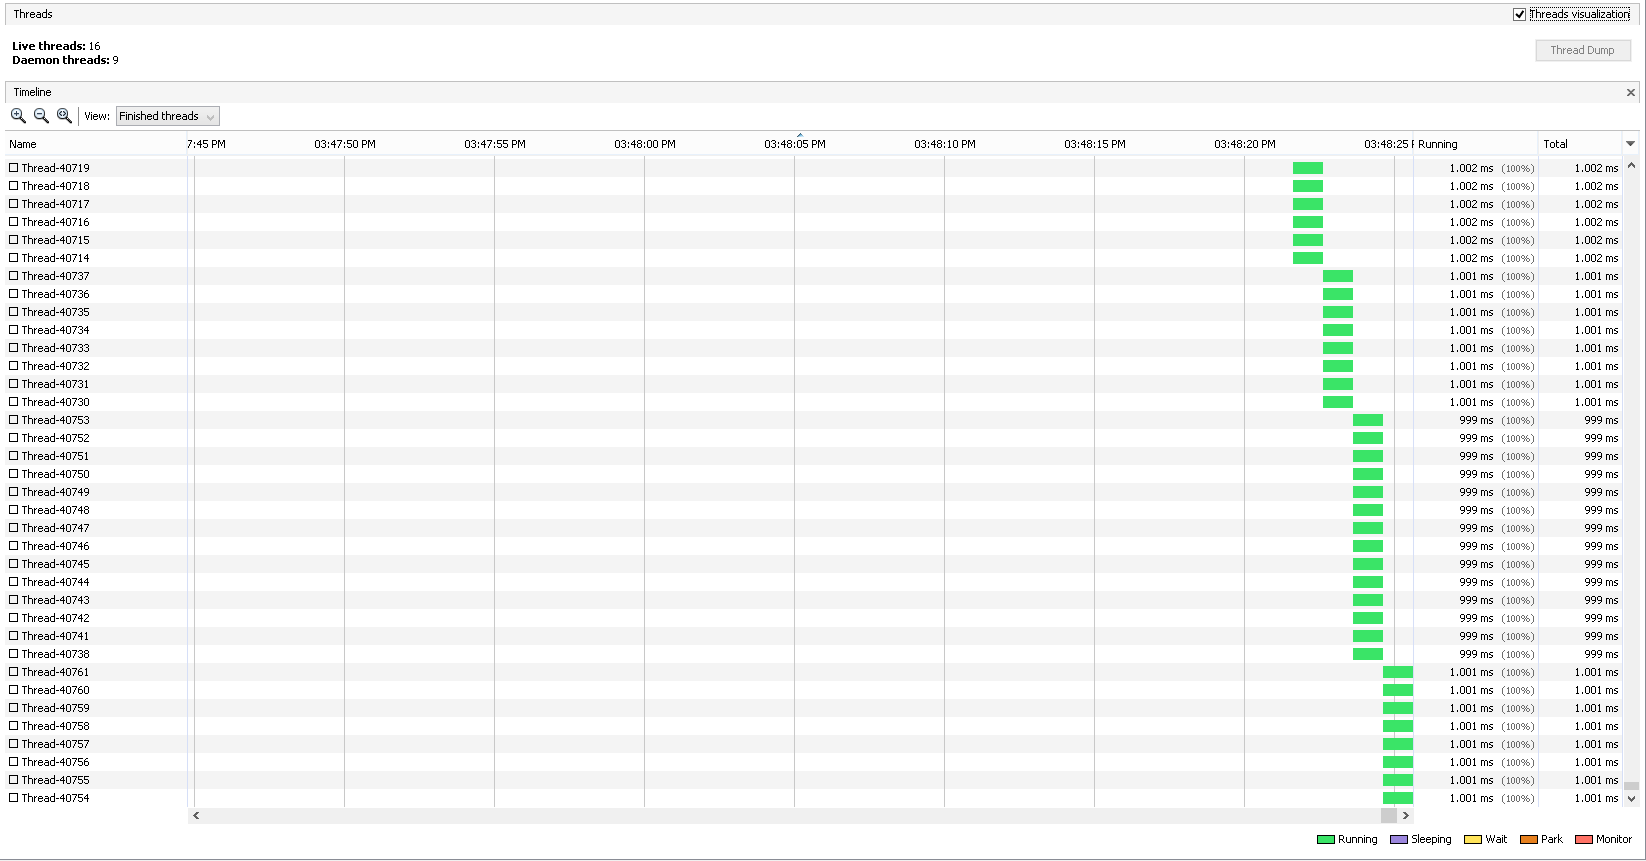 Threads Threads visualization
Live threads: 16
Daemon threads: 9 Thread Dump
Timeline
View: Finished threads
Name 7:45 PM 03:47:50 PM 03:47:55 PM 03:48:00 PM 03:48:05 PM 03:48:10 PM 03:48:15 PM 03:48:20 PM 03:48:25 Running Total
Thread-40719 1.002 ms (100%) 1.002 ms
Thread-40718 1.002 ms (100%) 1.002 ms
Thread-40717 1.002 ms (100%) 1.002 ms
Thread-40716 1.002 ms (100%) 1.002 ms
Thread-40715 1.002 ms (100%) 1.002 ms
Thread-40714 1.002 ms (100%) 1.002 ms
Thread-40737 1.001 ms (100%) 1.001 ms
Thread-40736 1.001 ms (100%) 1.001 ms
Thread-40735 1.001 ms (100%) 1.001 ms
Thread-40734 1.001 ms (100%) 1.001 ms
Thread-40733 1.001 ms (100%) 1.001 ms
Thread-40732 1.001 ms (100%) 1.001 ms
Thread-40731 1.001 ms (100%) 1.001 ms
Thread-40730 1.001 ms (100%) 1.001 ms
Thread-40753 999 ms (100%) 999 ms
Thread-40752 999 ms (100%) 999 ms
Thread-40751 999 ms (100%) 999 ms
Thread-40750 999 ms (100%) 999 ms
Thread-40749 999 ms (100%) 999 ms
Thread-40748 999 ms (100%) 999 ms
Thread-40747 999 ms (100%) 999 ms
Thread-40746 999 ms (100%) 999 ms
Thread-40745 999 ms (100%) 999 ms
Thread-40744 999 ms (100%) 999 ms
Thread-40743 999 ms (100%) 999 ms
Thread-40742 999 ms (100%) 999 ms
Thread-40741 999 ms (100%) 999 ms
Thread-40738 999 ms (100%) 999 ms
Thread-40761 1.001 ms (100%) 1.001 ms
Thread-40760 1.001 ms (100%) 1.001 ms
Thread-40759 1.001 ms (100%) 1.001 ms
Thread-40758 1.001 ms (100%) 1.001 ms
Thread-40757 1.001 ms (100%) 1.001 ms
Thread-40756 1.001 ms (100%) 1.001 ms
Thread-40755 1.001 ms (100%) 1.001 ms
Thread-40754 1.001 ms (100%) 1.001 ms
Running Sleeping Wait Park Monitor